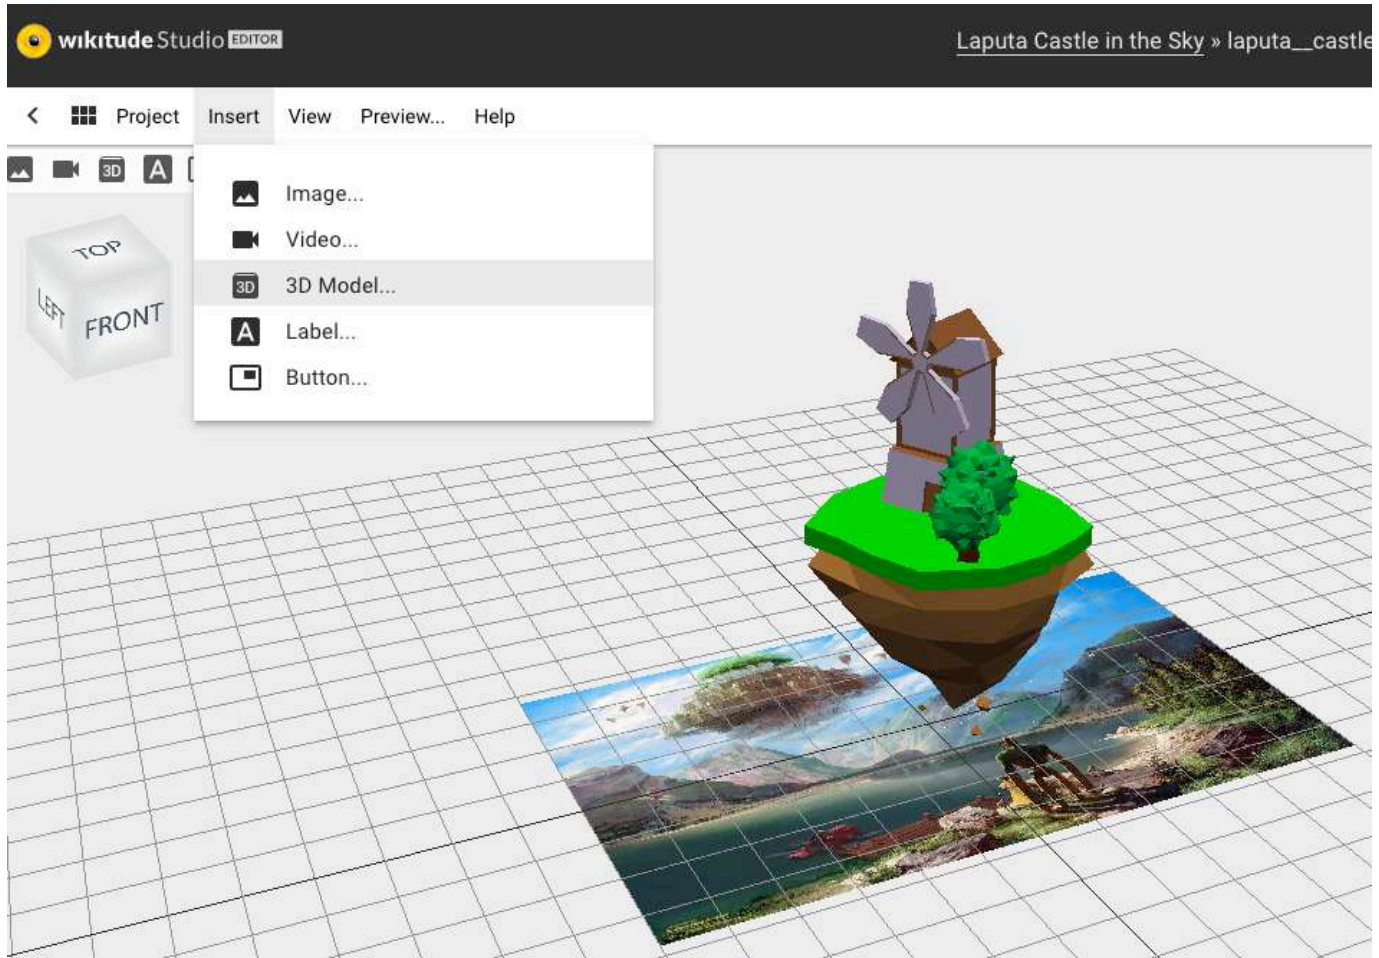 wikitude Studio EDITOR
Laputa Castle in the Sky » laputa__castle
Project Insert View Preview... Help
3D A
Image...
Video...
3D 3D Model...
A Label...
Button...
TOP
LEFT FRONT